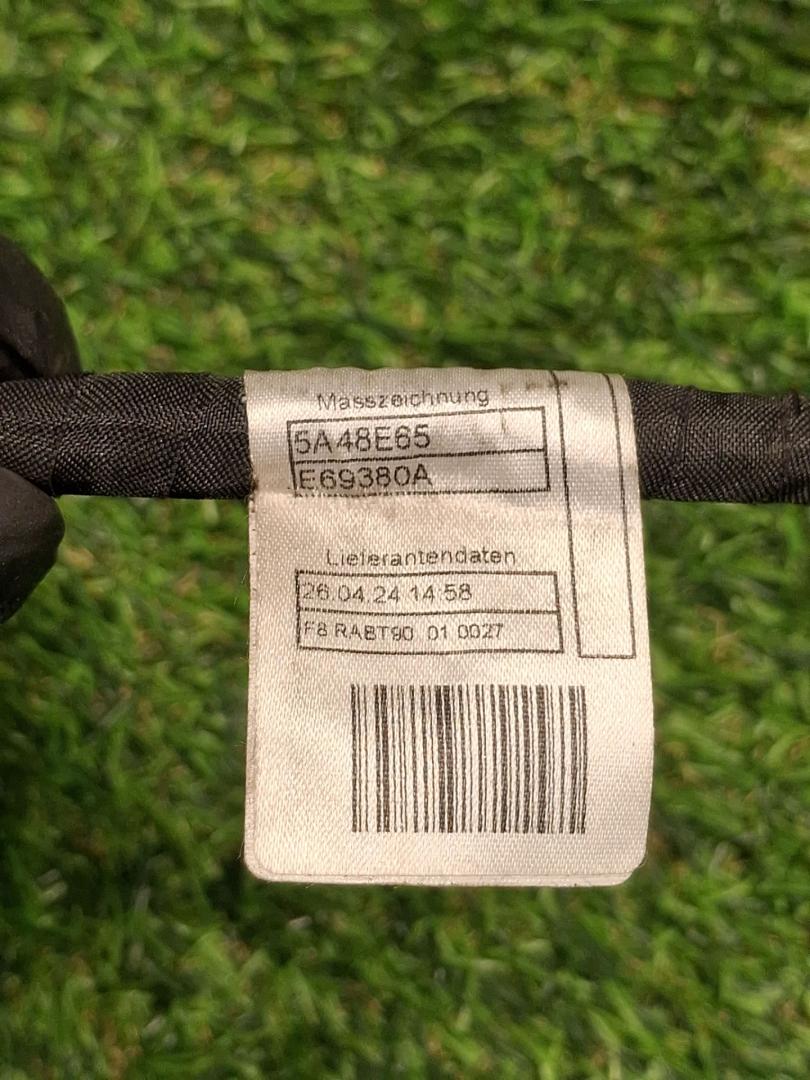 Masszeichnung
5A48E65
E69380A
Lieferantendaten
26.04.24 14:58
F8 RABT90 01 0027